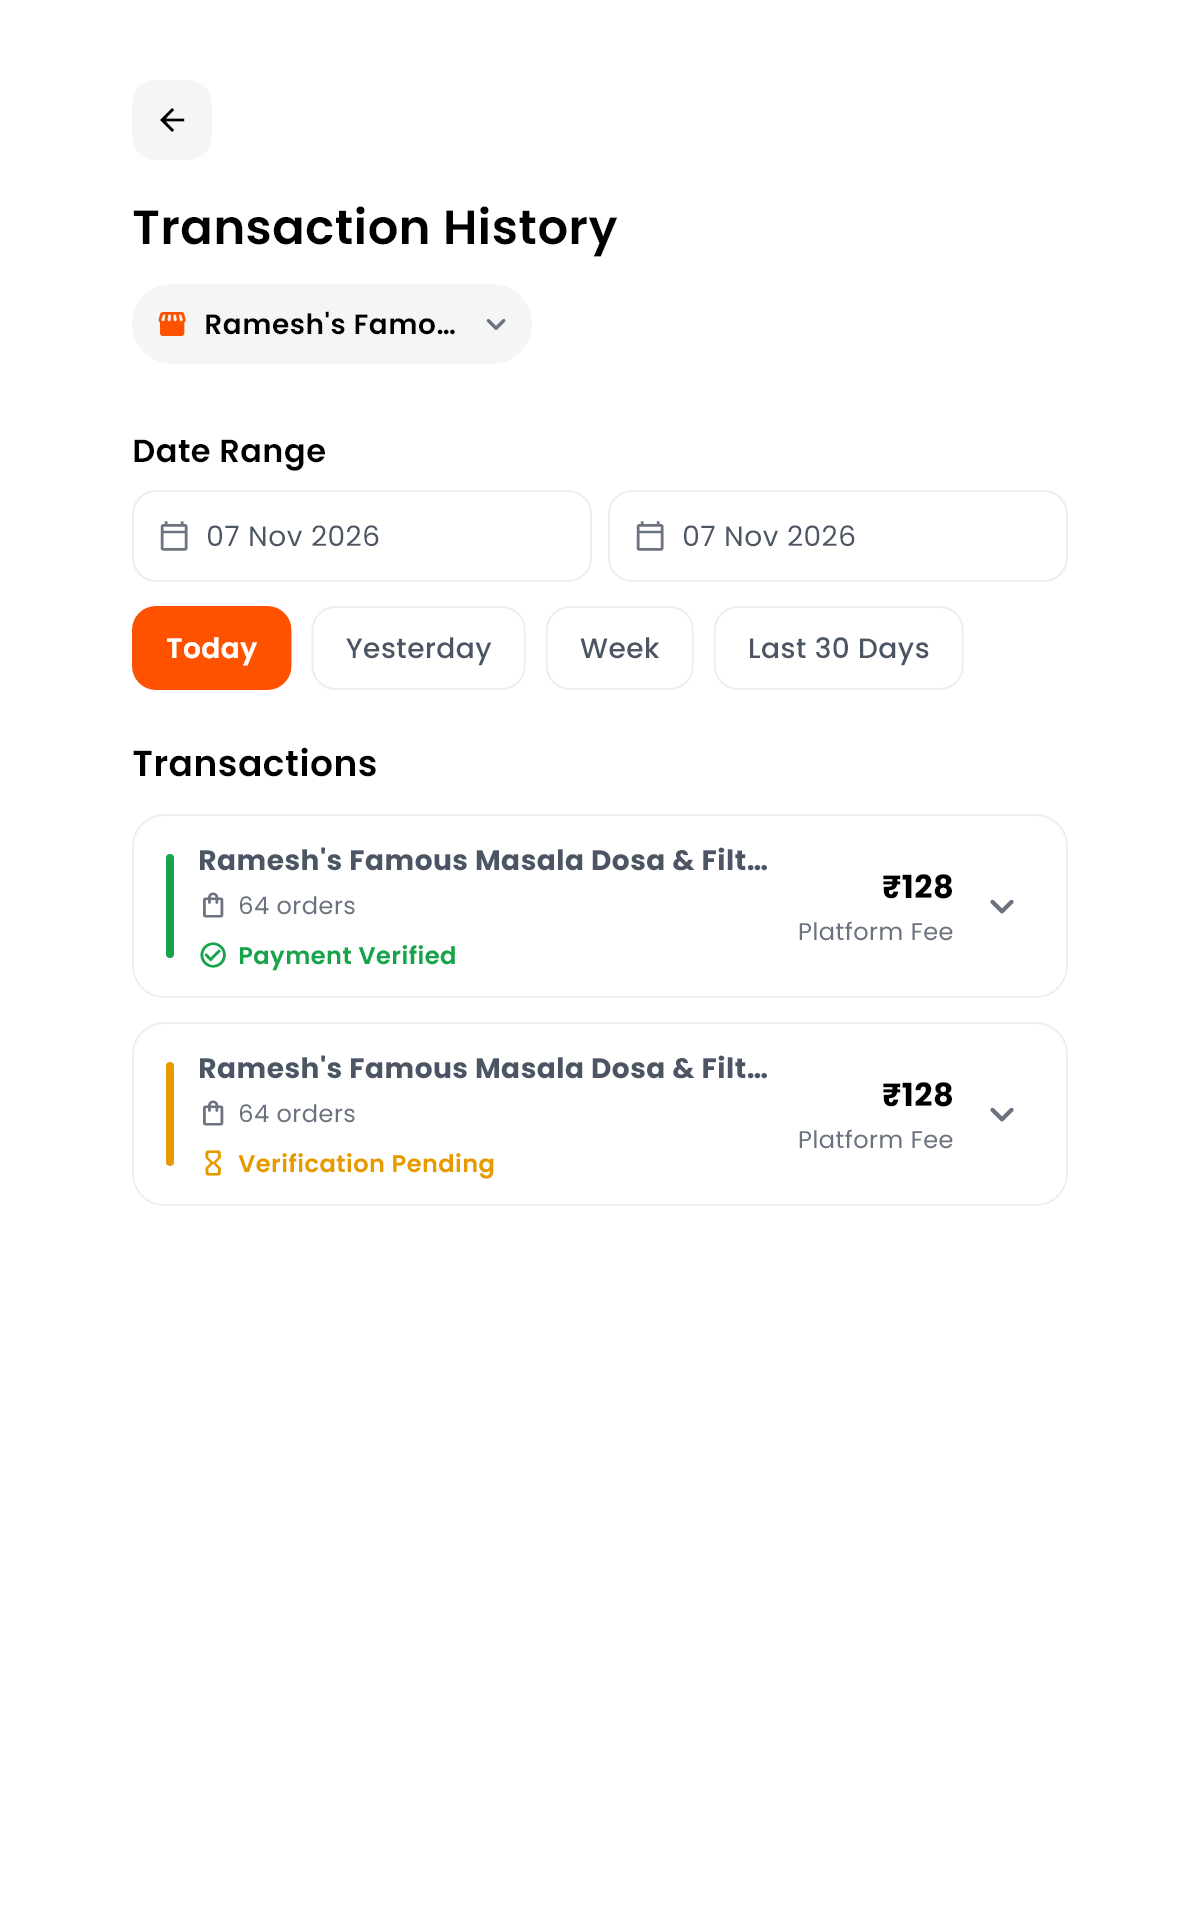 Transaction History
Ramesh's Famo...
Date Range
07 Nov 2026
07 Nov 2026
Today
Yesterday
Week
Last 30 Days
Transactions
Ramesh's Famous Masala Dosa & Filt...
64 orders
Payment Verified
₹128
Platform Fee
Ramesh's Famous Masala Dosa & Filt...
64 orders
Verification Pending
₹128
Platform Fee